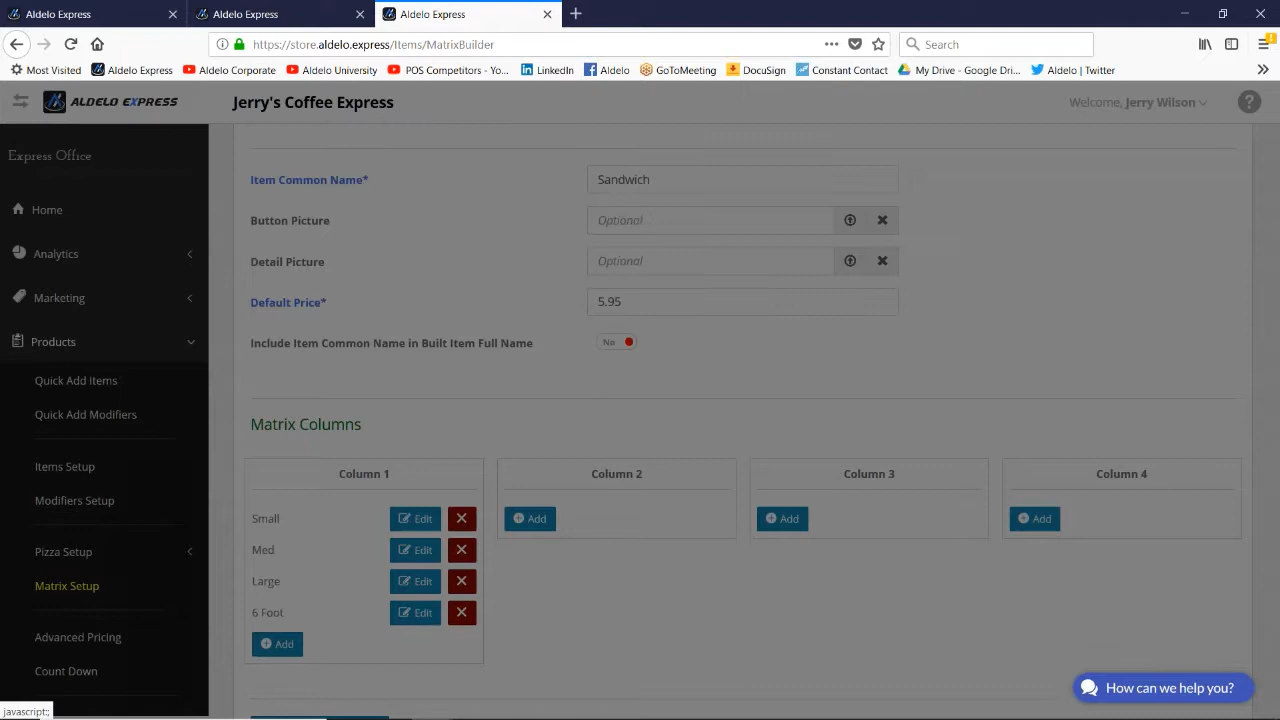 Aldelo Express
Aldelo Express
Aldelo Express
https://store.aldelo.express/Items/MatrixBuilder
Search
Most Visited
Aldelo Express
Aldelo Corporate
Aldelo University
POS Competitors - Yo...
LinkedIn
Aldelo
GoToMeeting
DocuSign
Constant Contact
My Drive - Google Dri...
Aldelo | Twitter
ALDELO EXPRESS
Jerry's Coffee Express
Welcome, Jerry Wilson
Express Office
Home
Analytics
Marketing
Products
Quick Add Items
Quick Add Modifiers
Items Setup
Modifiers Setup
Pizza Setup
Matrix Setup
Advanced Pricing
Count Down
javascript:;
Item Common Name*
Sandwich
Button Picture
Optional
Detail Picture
Optional
Default Price*
5.95
Include Item Common Name in Built Item Full Name
No
Matrix Columns
Column 1
Column 2
Column 3
Column 4
Small
Edit
Add
Add
Add
Med
Edit
Large
Edit
6 Foot
Edit
Add
How can we help you?